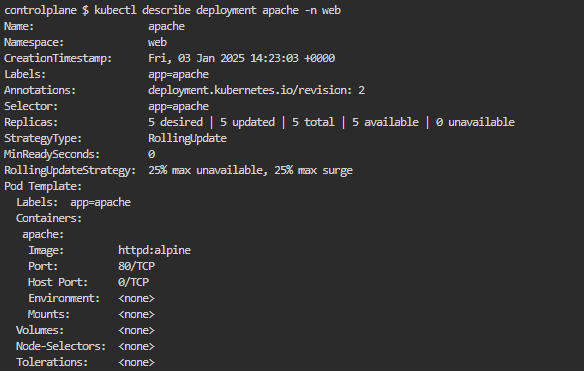 controlplane $ kubectl describe deployment apache -n web
Name:                   apache
Namespace:              web
CreationTimestamp:      Fri, 03 Jan 2025 14:23:03 +0000
Labels:                 app=apache
Annotations:            deployment.kubernetes.io/revision: 2
Selector:               app=apache
Replicas:               5 desired | 5 updated | 5 total | 5 available | 0 unavailable
StrategyType:           RollingUpdate
MinReadySeconds:        0
RollingUpdateStrategy:  25% max unavailable, 25% max surge
Pod Template:
  Labels:  app=apache
  Containers:
   apache:
    Image:         httpd:alpine
    Port:          80/TCP
    Host Port:     0/TCP
    Environment:   <none>
    Mounts:        <none>
  Volumes:         <none>
  Node-Selectors:  <none>
  Tolerations:     <none>